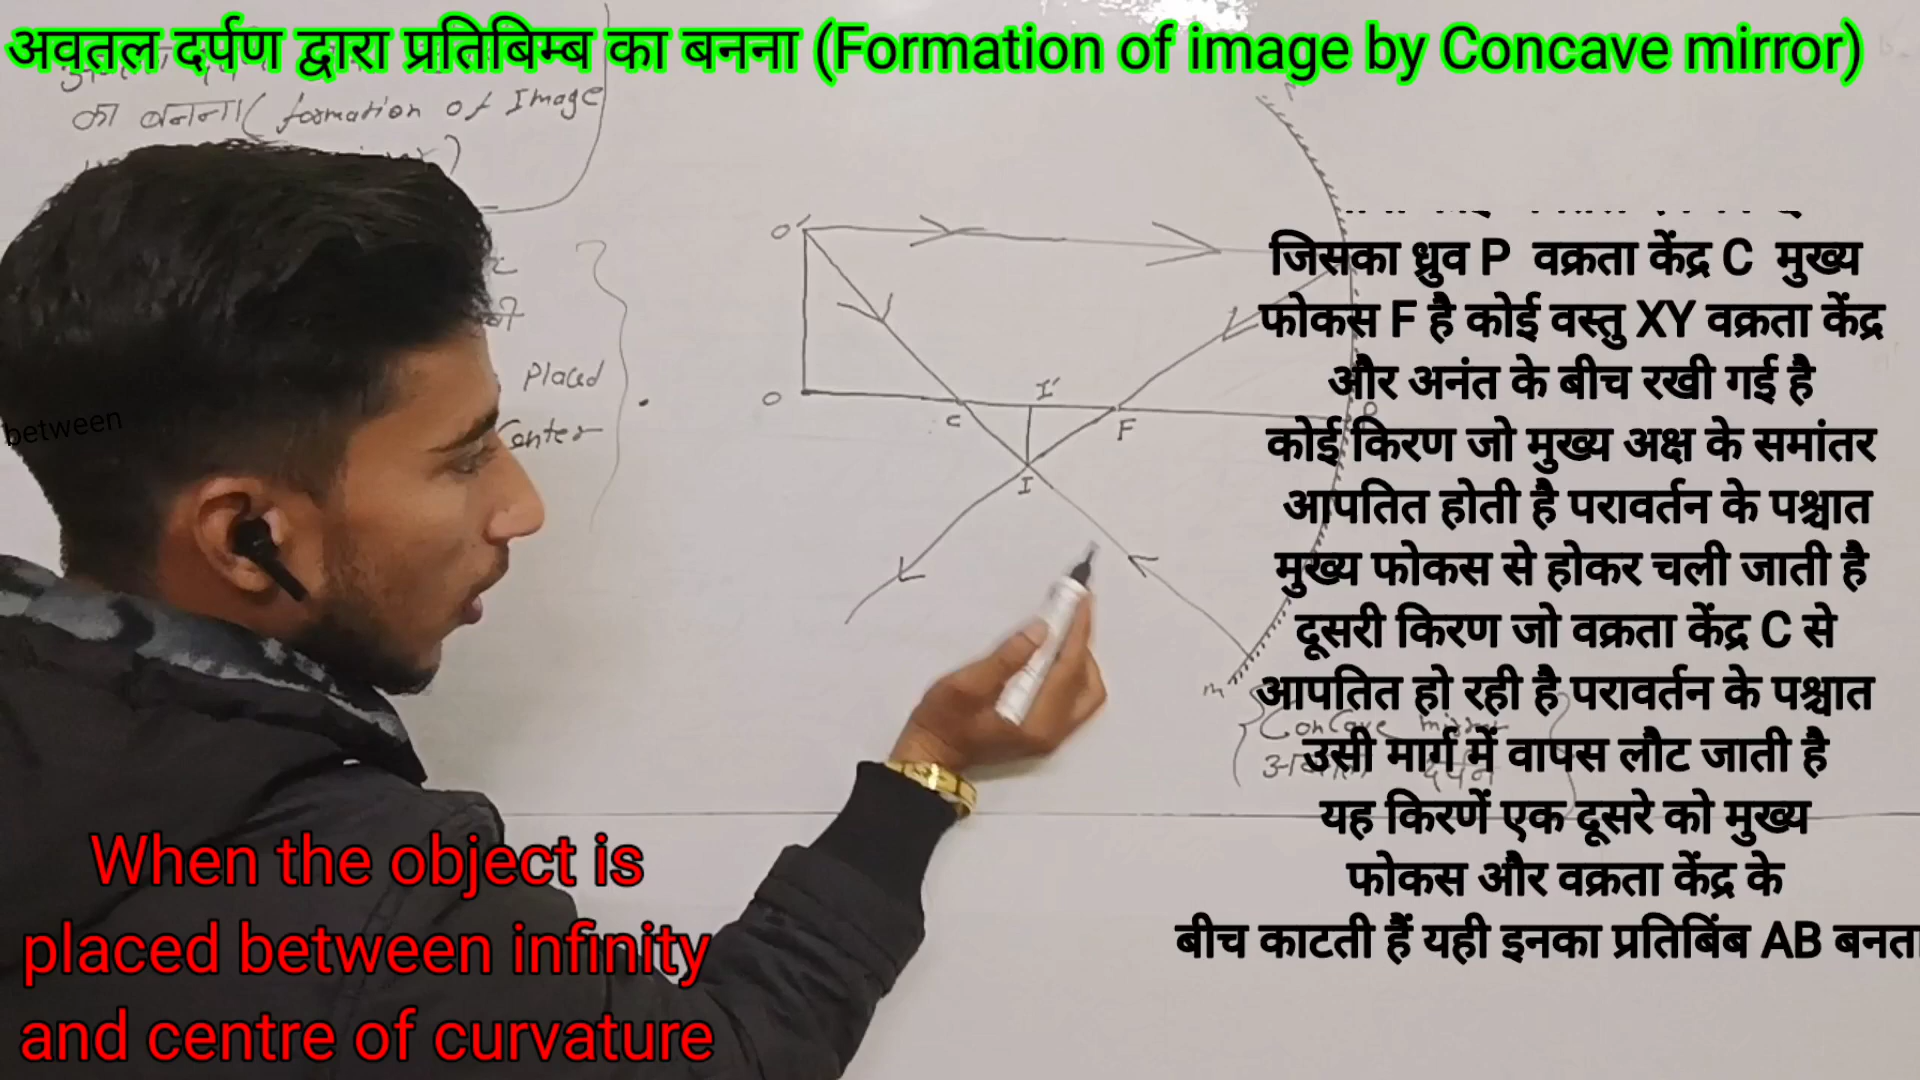 अवतल दर्पण द्वारा प्रतिबिम्ब का बनना (Formation of image by Concave mirror)
का बनना (formation of Image
Placed
Center
between
O'
O
C
I'
F
I
P
M
Concave mirror
दर्पन
जिसका ध्रुव P वक्रता केंद्र C मुख्य
फोकस F है कोई वस्तु XY वक्रता केंद्र
और अनंत के बीच रखी गई है
कोई किरण जो मुख्य अक्ष के समांतर
आपतित होती है परावर्तन के पश्चात
मुख्य फोकस से होकर चली जाती है
दूसरी किरण जो वक्रता केंद्र C से
आपतित हो रही है परावर्तन के पश्चात
उसी मार्ग में वापस लौट जाती है
यह किरणें एक दूसरे को मुख्य
फोकस और वक्रता केंद्र के
बीच काटती हैं यही इनका प्रतिबिंब AB बनता
When the object is
placed between infinity
and centre of curvature